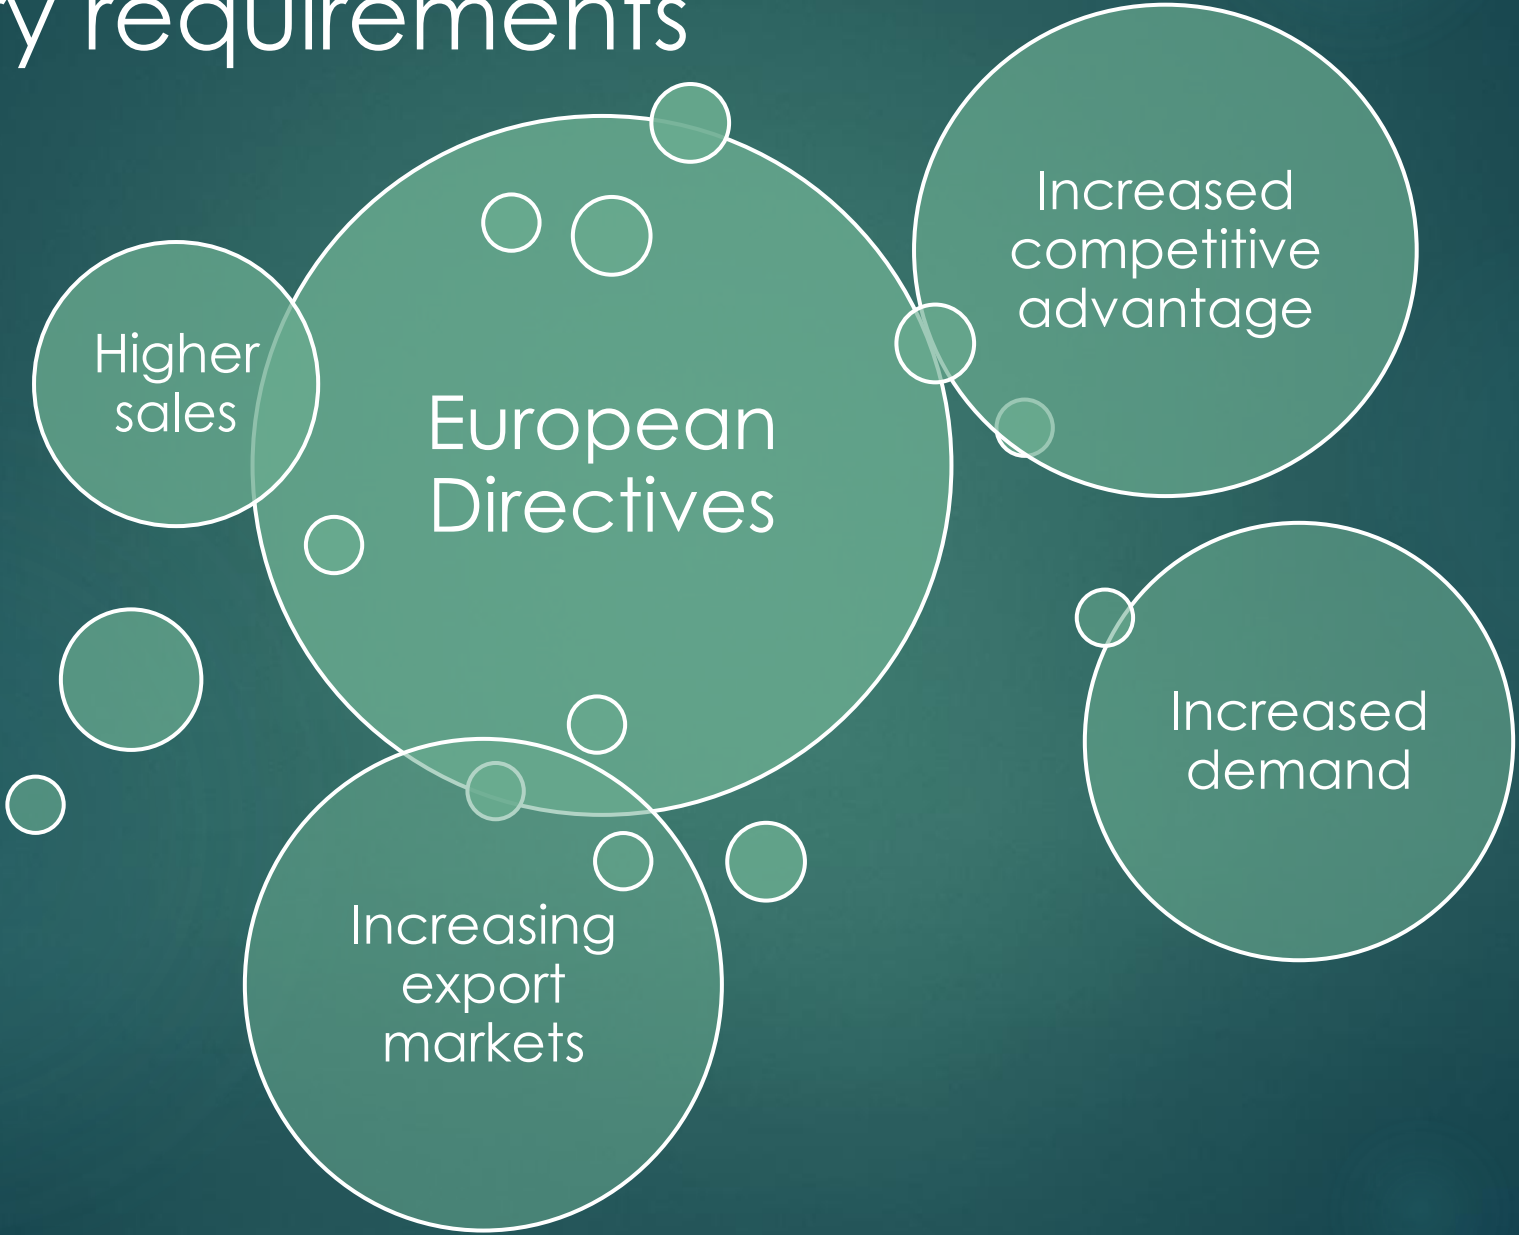 y requirements
Higher
sales
European
Directives
Increased
competitive
advantage
Increased
demand
Increasing
export
markets